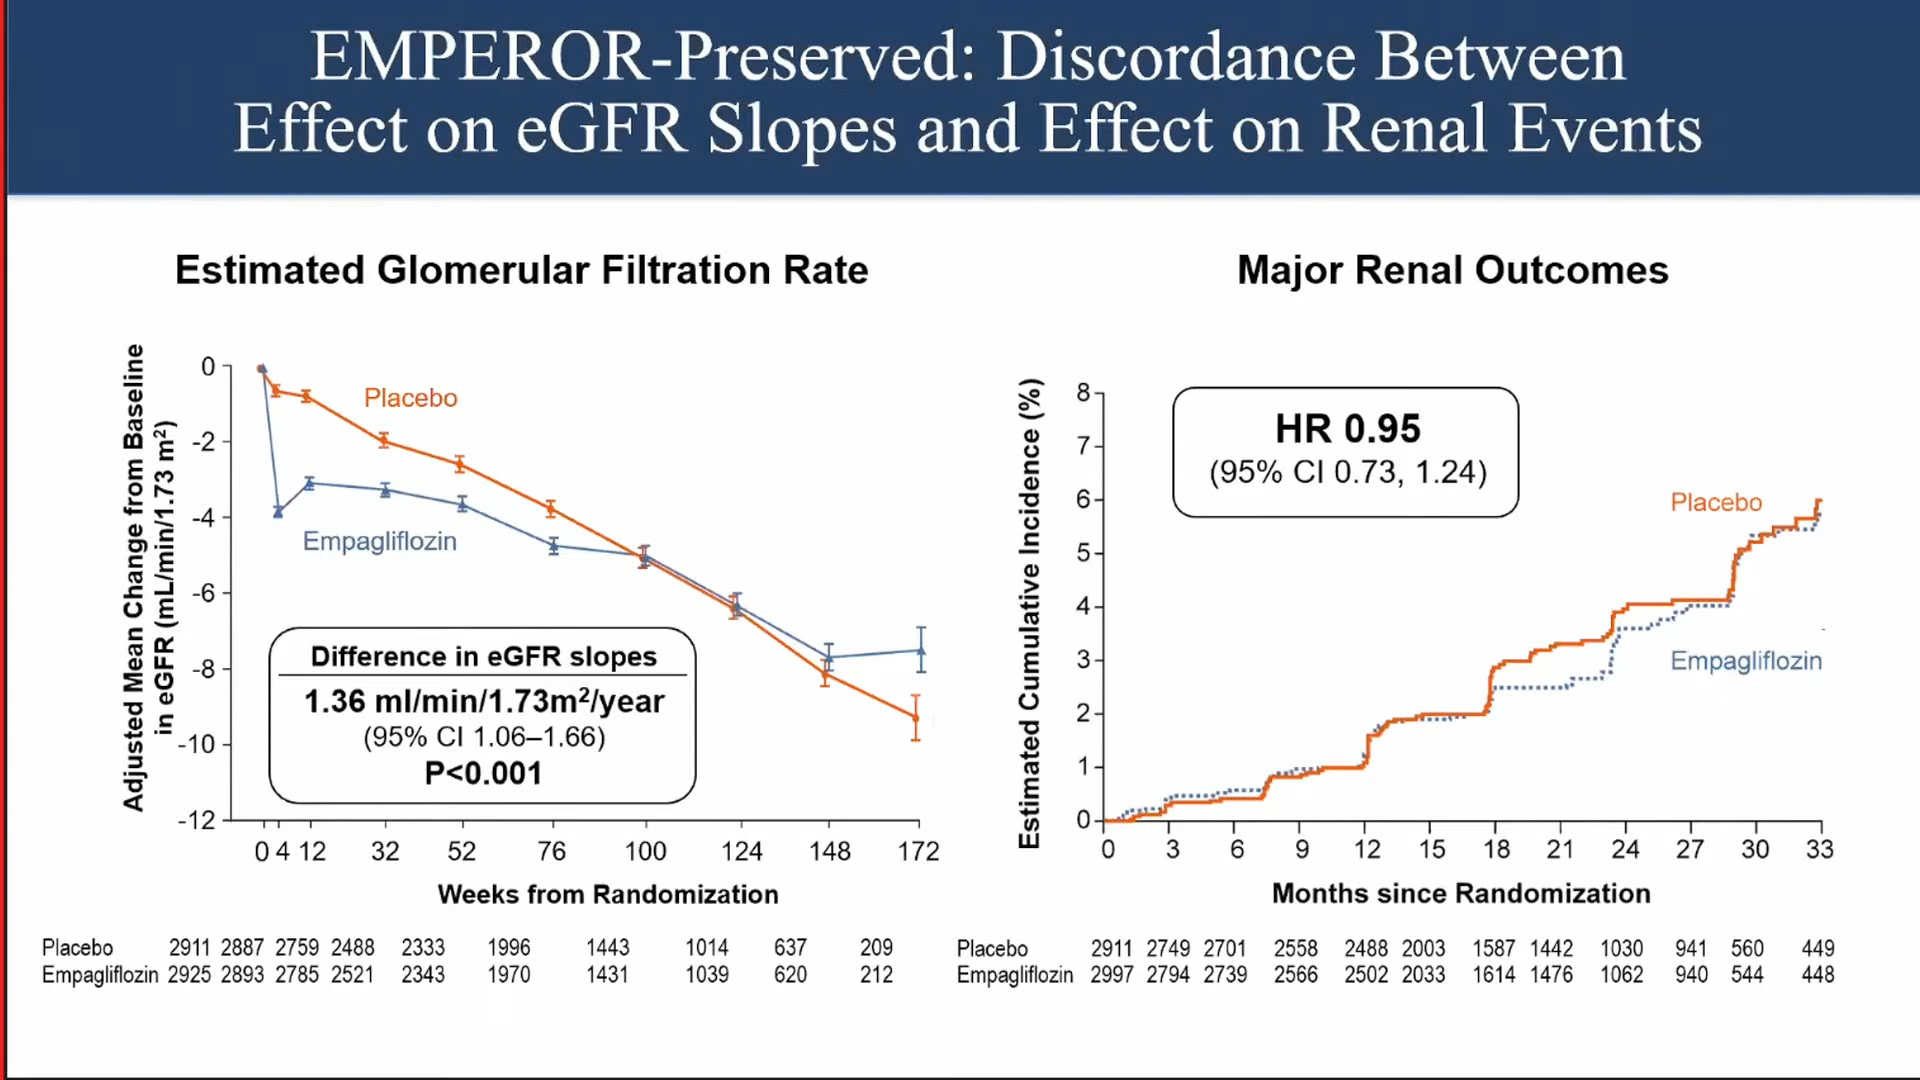 EMPEROR-Preserved: Discordance Between
Effect on eGFR Slopes and Effect on Renal Events
Estimated Glomerular Filtration Rate
Adjusted Mean Change from Baseline
in eGFR (mL/min/1.73 m²)
0
-2
-4
-6
-8
-10
-12
Placebo
Empagliflozin
Difference in eGFR slopes
1.36 ml/min/1.73m²/year
(95% CI 1.06–1.66)
P<0.001
0 4 12 32 52 76 100 124 148 172
Weeks from Randomization
Placebo 2911 2887 2759 2488 2333 1996 1443 1014 637 209
Empagliflozin 2925 2893 2785 2521 2343 1970 1431 1039 620 212
Major Renal Outcomes
Estimated Cumulative Incidence (%)
8
7
6
5
4
3
2
1
0
HR 0.95
(95% CI 0.73, 1.24)
Placebo
Empagliflozin
0 3 6 9 12 15 18 21 24 27 30 33
Months since Randomization
Placebo 2911 2749 2701 2558 2488 2003 1587 1442 1030 941 560 449
Empagliflozin 2997 2794 2739 2566 2502 2033 1614 1476 1062 940 544 448